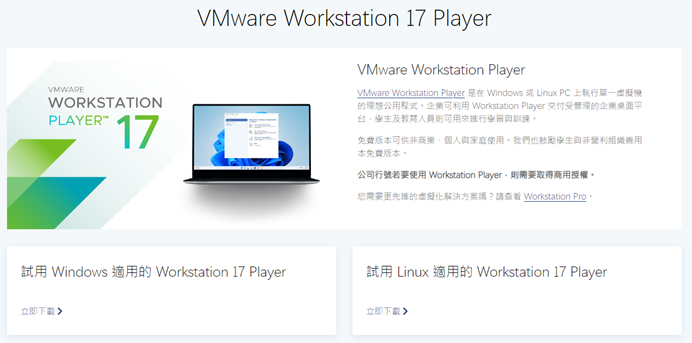 VMware Workstation 17 Player
VMWARE
WORKSTATION
PLAYER™ 17
VMware Workstation Player
VMware Workstation Player 是在 Windows 或 Linux PC 上執行單一虛擬機
的理想公用程式。企業可利用 Workstation Player 交付受管理的企業桌面平
台，學生及教育人員則可用來進行學習與訓練。
免費版本可供非商業、個人與家庭使用。我們也鼓勵學生與非營利組織善用
本免費版本。
公司行號若要使用 Workstation Player，則需要取得商用授權。
您需要更先進的虛擬化解決方案嗎？請查看 Workstation Pro。
試用 Windows 適用的 Workstation 17 Player
立即下載
試用 Linux 適用的 Workstation 17 Player
立即下載